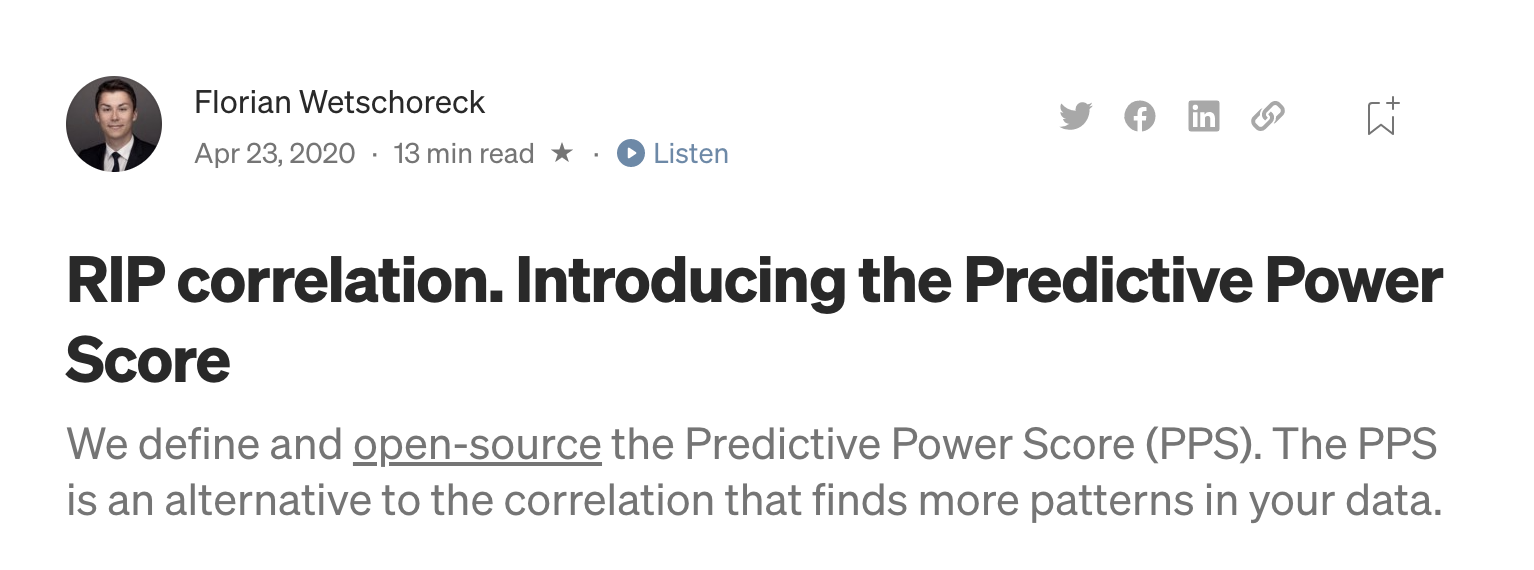 Florian Wetschoreck
Apr 23, 2020 · 13 min read ★ · Listen
RIP correlation. Introducing the Predictive Power
Score
We define and open-source the Predictive Power Score (PPS). The PPS
is an alternative to the correlation that finds more patterns in your data.